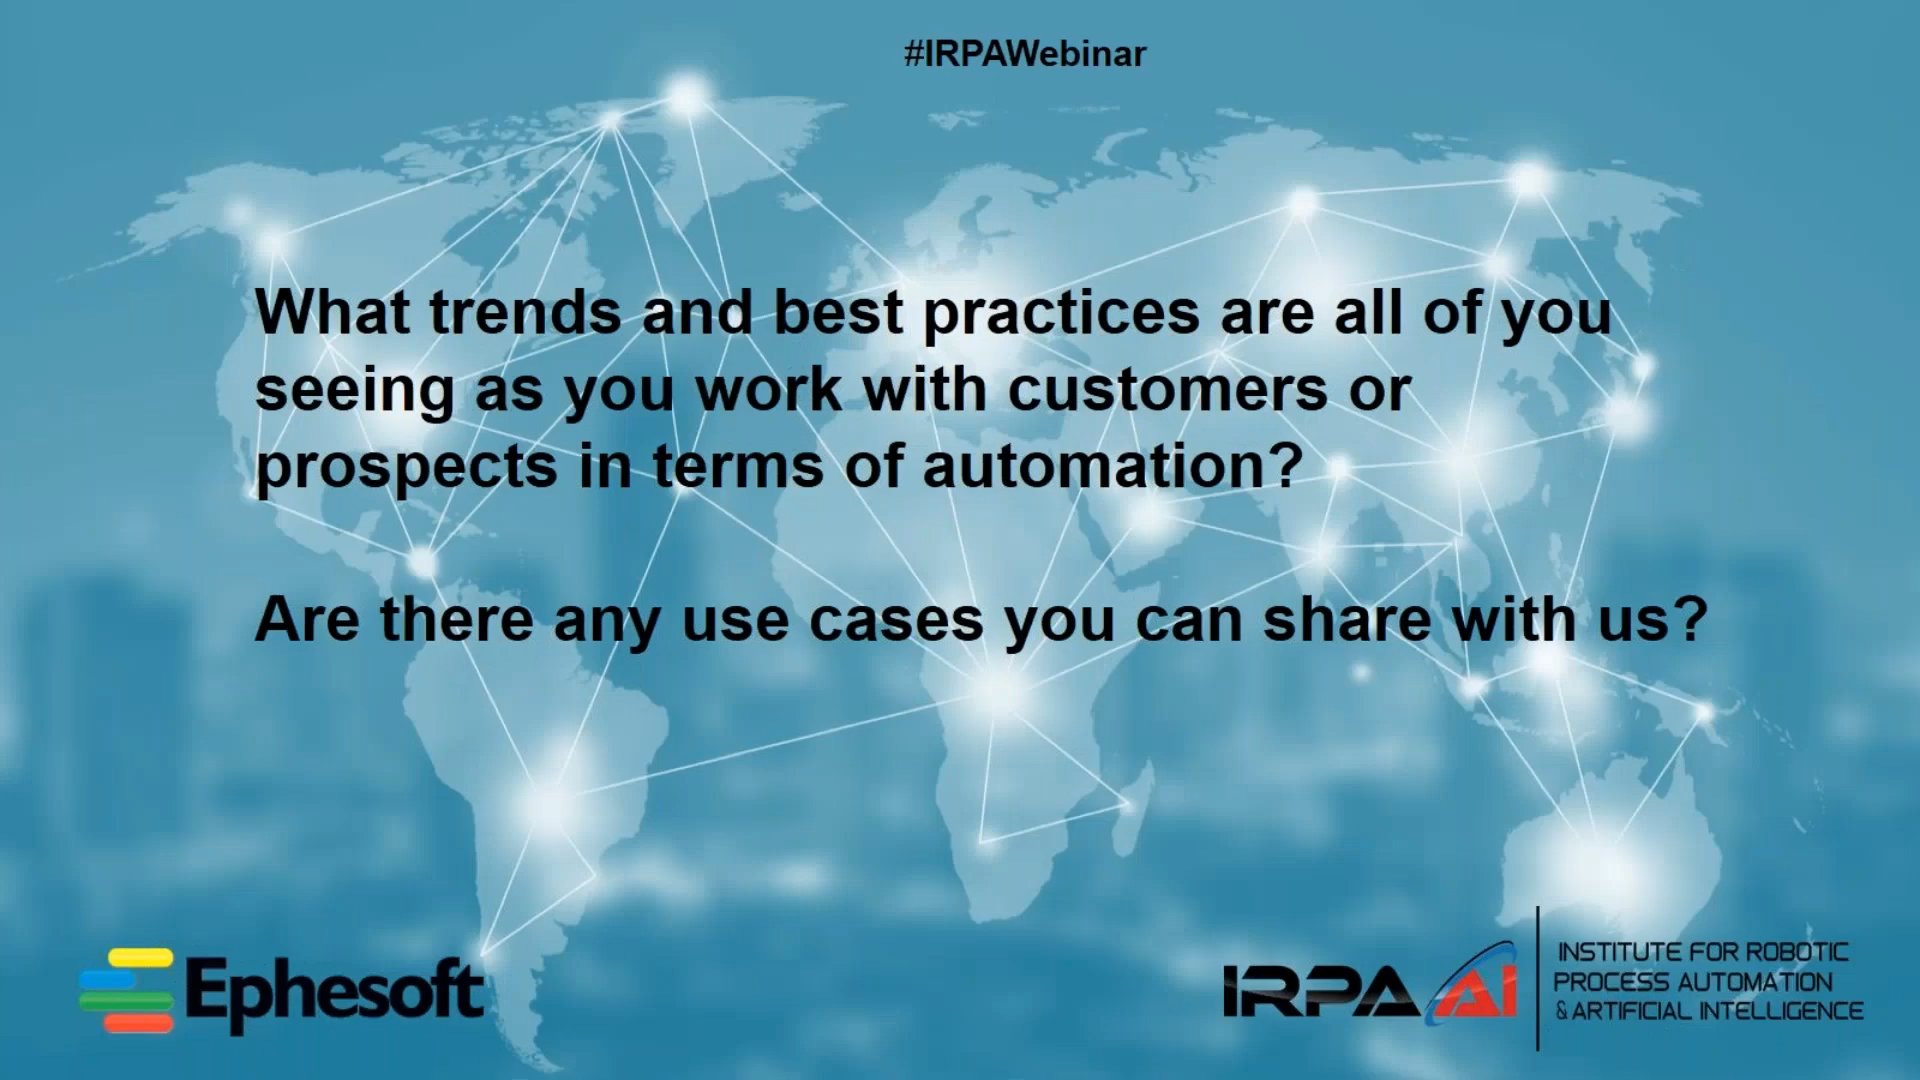 #IRPAWebinar
What trends and best practices are all of you
seeing as you work with customers or
prospects in terms of automation?
Are there any use cases you can share with us?
Ephesoft
IRPA AI
INSTITUTE FOR ROBOTIC
PROCESS AUTOMATION
& ARTIFICIAL INTELLIGENCE